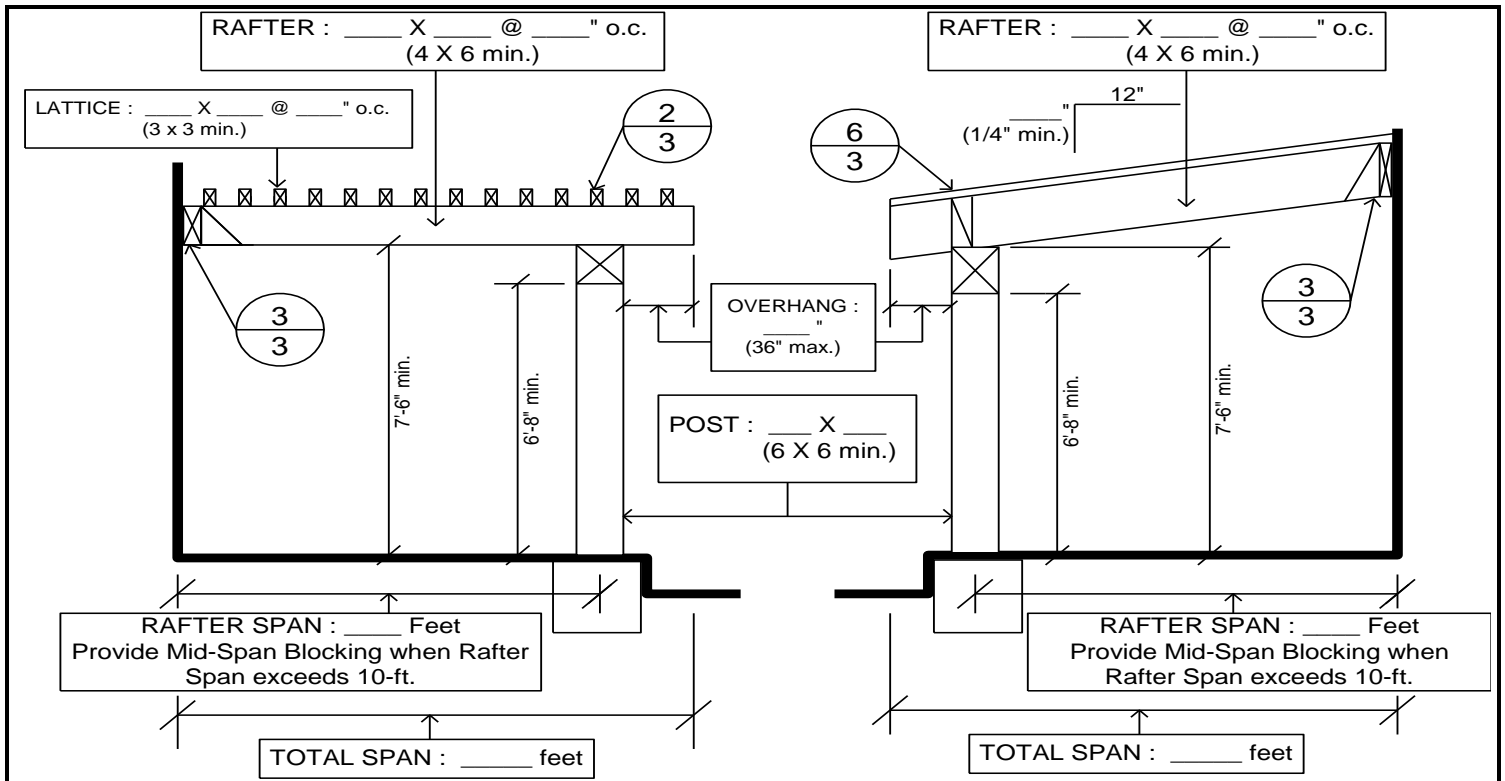 RAFTER : ____ X ____ @ ____" o.c.
(4 X 6 min.)
LATTICE : ____ X ____ @ ____" o.c.
(3 x 3 min.)
2
3
3
3
7'-6" min.
6'-8" min.
OVERHANG :
____ "
(36" max.)
POST : ___ X ___
(6 X 6 min.)
RAFTER SPAN : ____ Feet
Provide Mid-Span Blocking when Rafter
Span exceeds 10-ft.
TOTAL SPAN : _____ feet
RAFTER : ____ X ____ @ ____" o.c.
(4 X 6 min.)
12"
____"
(1/4" min.)
6
3
3
3
6'-8" min.
7'-6" min.
RAFTER SPAN : ____ Feet
Provide Mid-Span Blocking when
Rafter Span exceeds 10-ft.
TOTAL SPAN : _____ feet